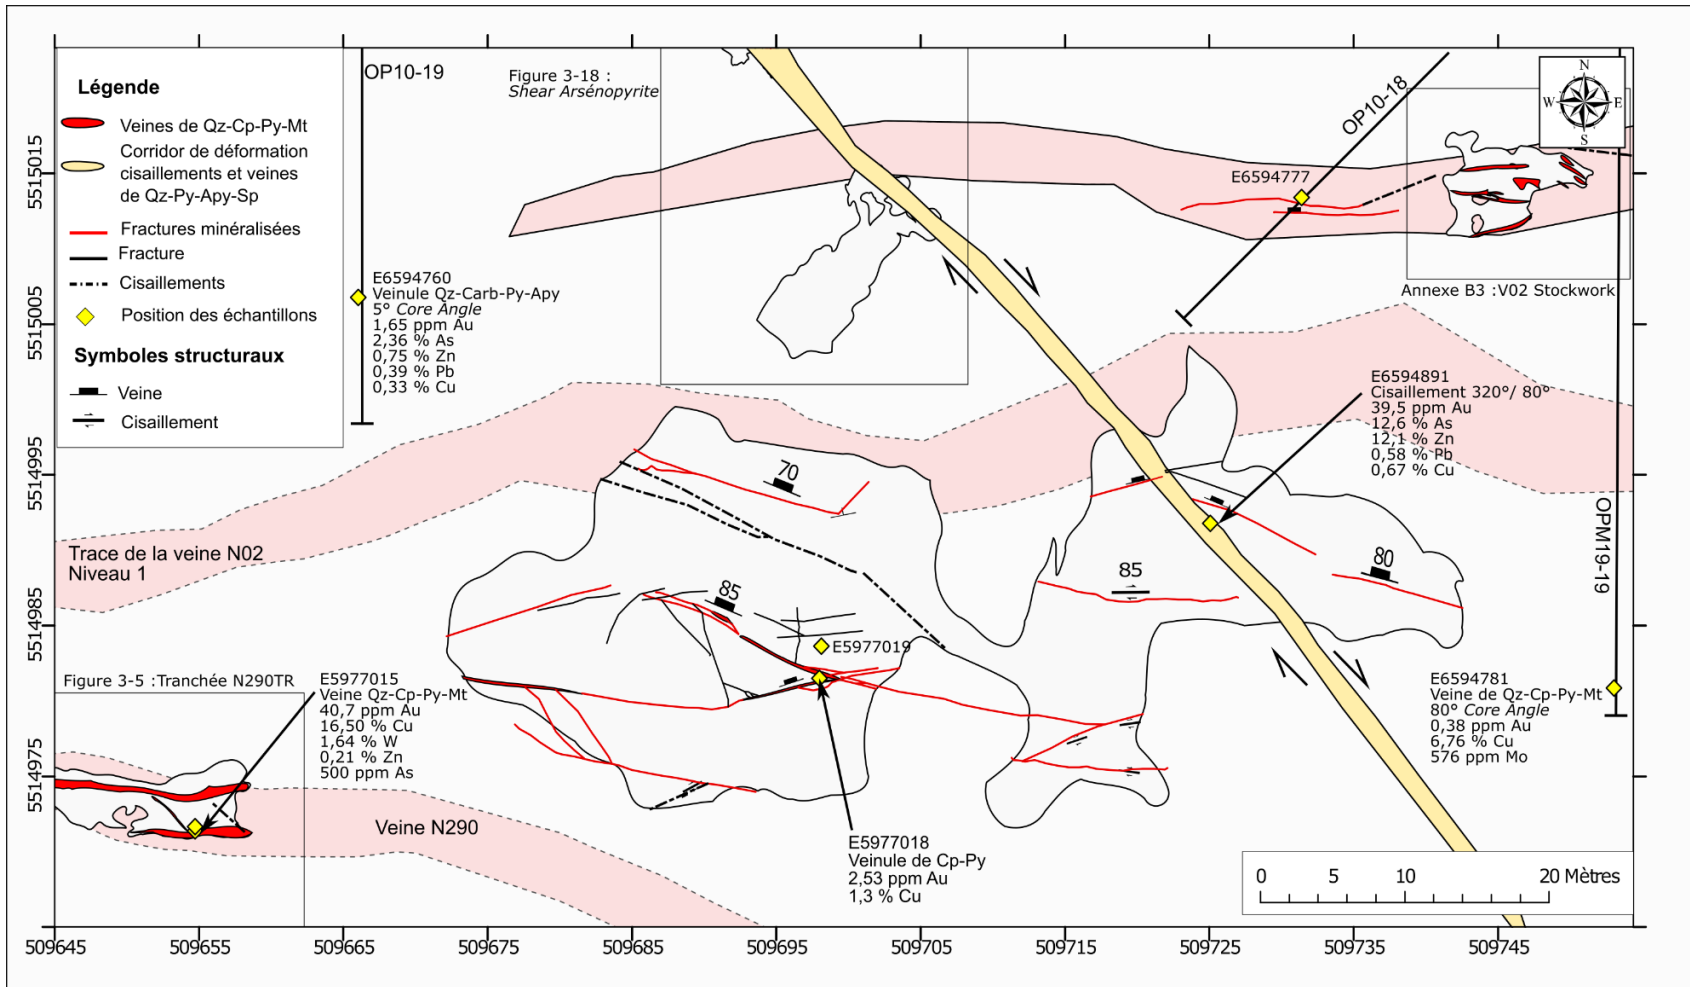 Légende
Veines de Qz-Cp-Py-Mt
Corridor de déformation
cisaillements et veines
de Qz-Py-Apy-Sp
Fractures minéralisées
Fracture
Cisaillements
Position des échantillons
Symboles structuraux
Veine
Cisaillement
OP10-19
Figure 3-18 :
Shear Arsénopyrite
E6594760
Veinule Qz-Carb-Py-Apy
5° Core Angle
1,65 ppm Au
2,36 % As
0,75 % Zn
0,39 % Pb
0,33 % Cu
OP10-18
E6594777
N
W
E
S
Annexe B3 :V02 Stockwork
E6594891
Cisaillement 320°/ 80°
39,5 ppm Au
12,6 % As
12,1 % Zn
0,58 % Pb
0,67 % Cu
OPM19-19
Trace de la veine N02
Niveau 1
70
85
85
80
E5977019
Figure 3-5 :Tranchée N290TR
E5977015
Veine Qz-Cp-Py-Mt
40,7 ppm Au
16,50 % Cu
1,64 % W
0,21 % Zn
500 ppm As
E6594781
Veine de Qz-Cp-Py-Mt
80° Core Angle
0,38 ppm Au
6,76 % Cu
576 ppm Mo
Veine N290
E5977018
Veinule de Cp-Py
2,53 ppm Au
1,3 % Cu
0 5 10 20 Mètres
5515015
5515005
5514995
5514985
5514975
509645 509655 509665 509675 509685 509695 509705 509715 509725 509735 509745